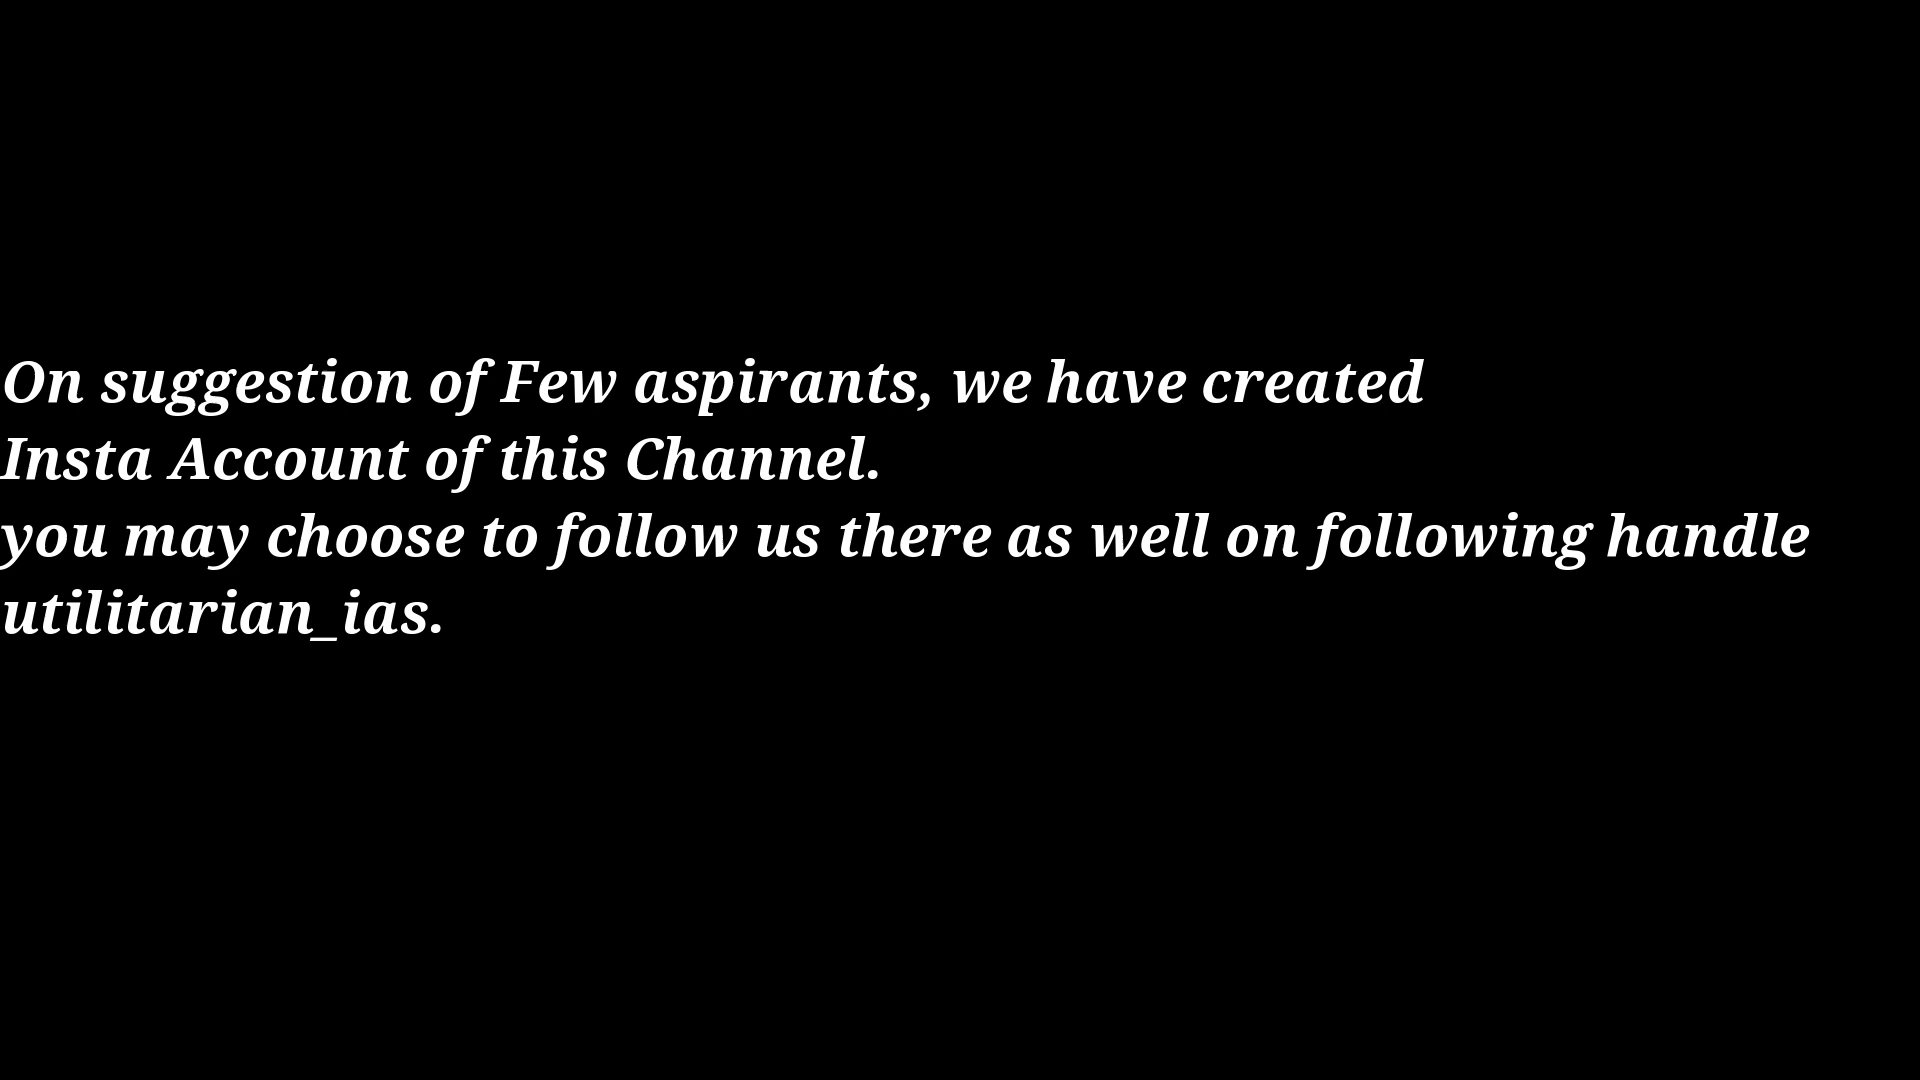 On suggestion of Few aspirants, we have created
Insta Account of this Channel.
you may choose to follow us there as well on following handle
utilitarian_ias.